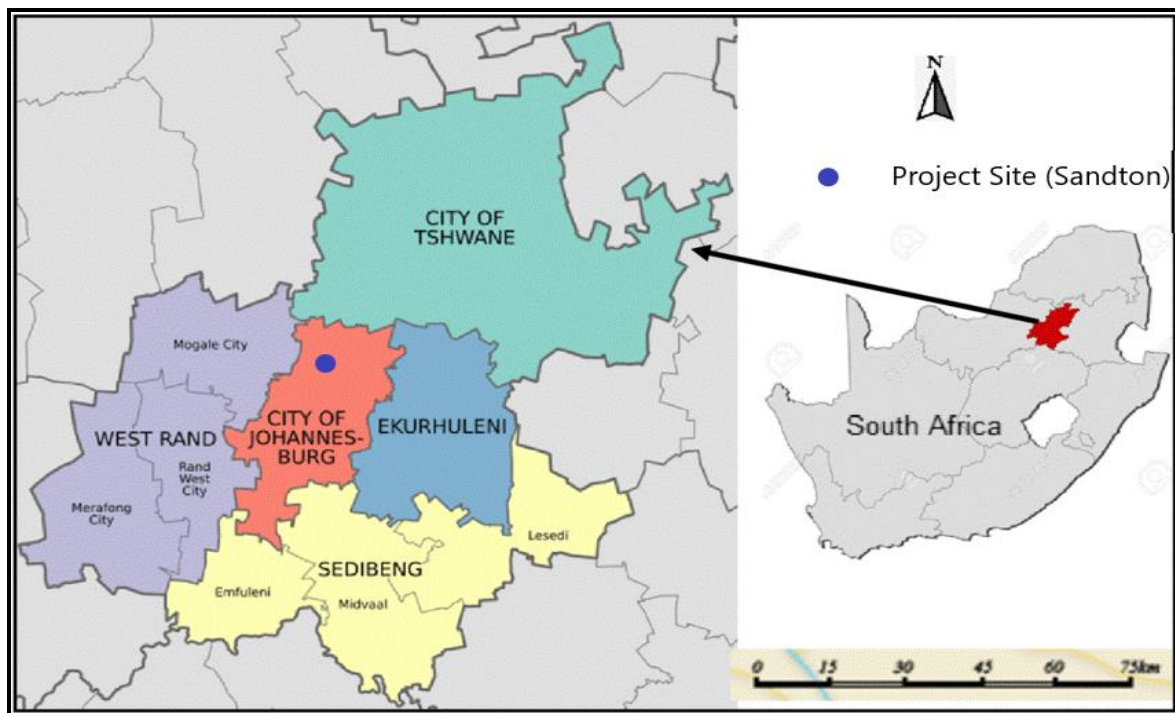 CITY OF
TSHWANE
Mogale City
WEST RAND
Rand
West
City
Merafong
City
CITY OF
JOHANNES-
BURG
EKURHULENI
SEDIBENG
Emfuleni
Midvaal
Lesedi
N
Project Site (Sandton)
South Africa
0 15 30 45 60 75km